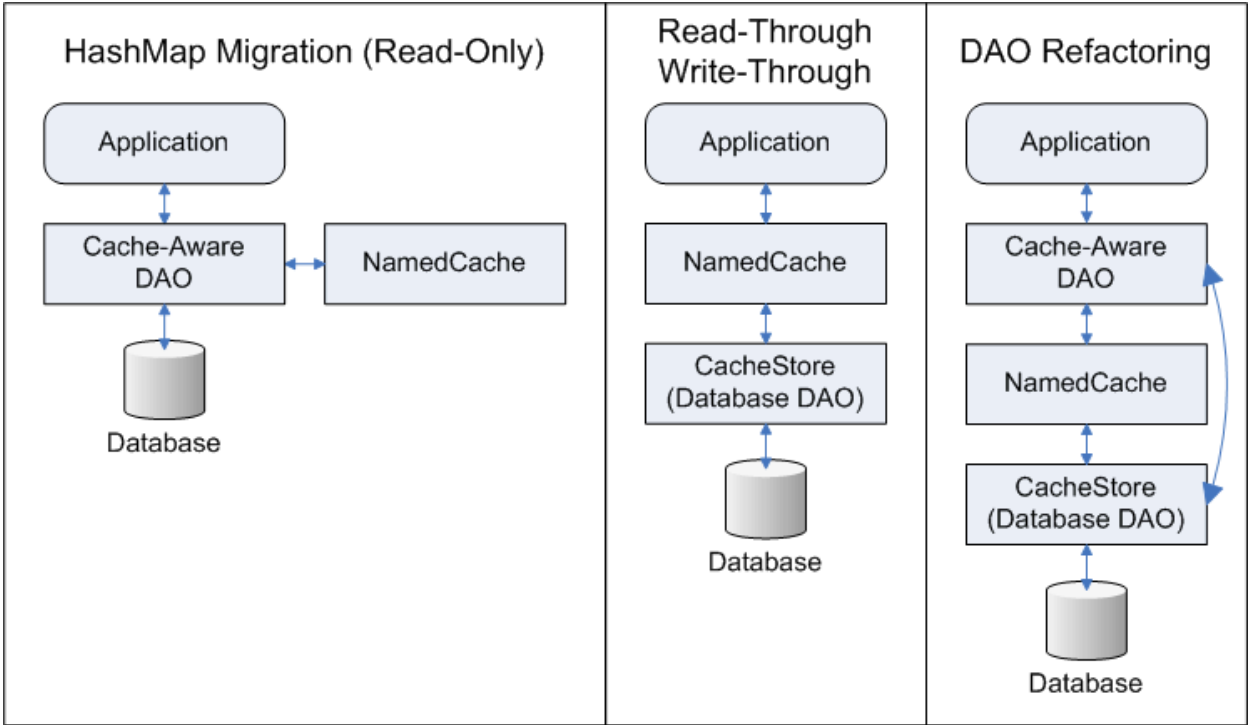 HashMap Migration (Read-Only)
Application
Cache-Aware
DAO
NamedCache
Database
Read-Through
Write-Through
Application
NamedCache
CacheStore
(Database DAO)
Database
DAO Refactoring
Application
Cache-Aware
DAO
NamedCache
CacheStore
(Database DAO)
Database